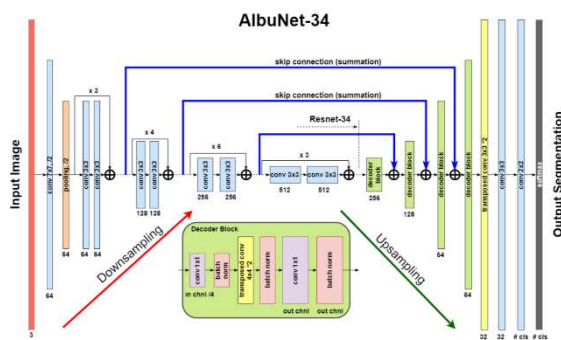 AlbuNet-34
skip connection (summation)
skip connection (summation)
skip connection (summation)
Resnet-34
x 3
x 4
x 6
x 3
Input Image
conv 7x7, /2
pooling, /2
conv 3x3
conv 3x3
conv 3x3
conv 3x3
conv 3x3
conv 3x3
conv 3x3
conv 3x3
decoder block
decoder block
decoder block
decoder block
transposed conv 3x3 *2
conv 3x3
conv 2x2
softmax
Output Segmentation
3
64
64
64
64
128
128
256
256
512
512
256
128
64
64
32
32
# cls
# cls
Downsampling
Upsampling
Decoder Block
conv 1x1
batch norm
transposed conv 4x4 *2
batch norm
conv 1x1
batch norm
in chnl /4
out chnl
out chnl